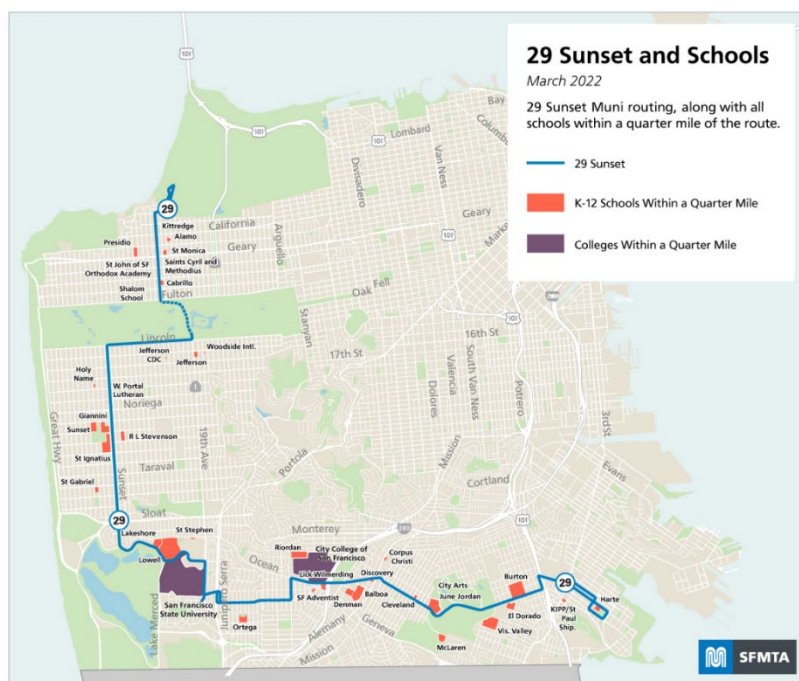 29 Sunset and Schools
March 2022
29 Sunset Muni routing, along with all
schools within a quarter mile of the route.
29 Sunset
K-12 Schools Within a Quarter Mile
Colleges Within a Quarter Mile
101
101
101
Bay
Columbus
Lombard
Van Ness
Divisadero
29
California
Kittredge
Alamo
Geary
Geary
Arguello
Presidio
St Monica
St John of SF
Orthodox Academy
Saints Cyril and
Methodius
Shalom
School
Cabrillo
Fulton
Fell
Oak
Stanyan
101
Lincoln
16th St
17th St
Jefferson
CDC
Jefferson
Woodside Intl.
Holy
Name
W. Portal
Lutheran
1
Noriega
Giannini
Sunset
R L Stevenson
St Ignatius
Great Hwy
Sunset
19th Ave
Taraval
St Gabriel
Portola
Dolores
Valencia
South Van Ness
Mission
Potrero
3rd St
Evans
Cortland
29
Sloat
Lakeshore
St Stephen
Lowell
Monterey
Riordan
City College of
San Francisco
Ocean
Lick-Wilmerding
Discovery
Corpus
Christi
San Francisco
State University
Lake Merced
Junipero Serra
SF Adventist
Denman
Balboa
Cleveland
City Arts
June Jordan
Burton
29
Harte
KIPP/St
Paul
Ship.
El Dorado
Vis. Valley
Ortega
Alemany
Geneva
Mission
McLaren
SFMTA